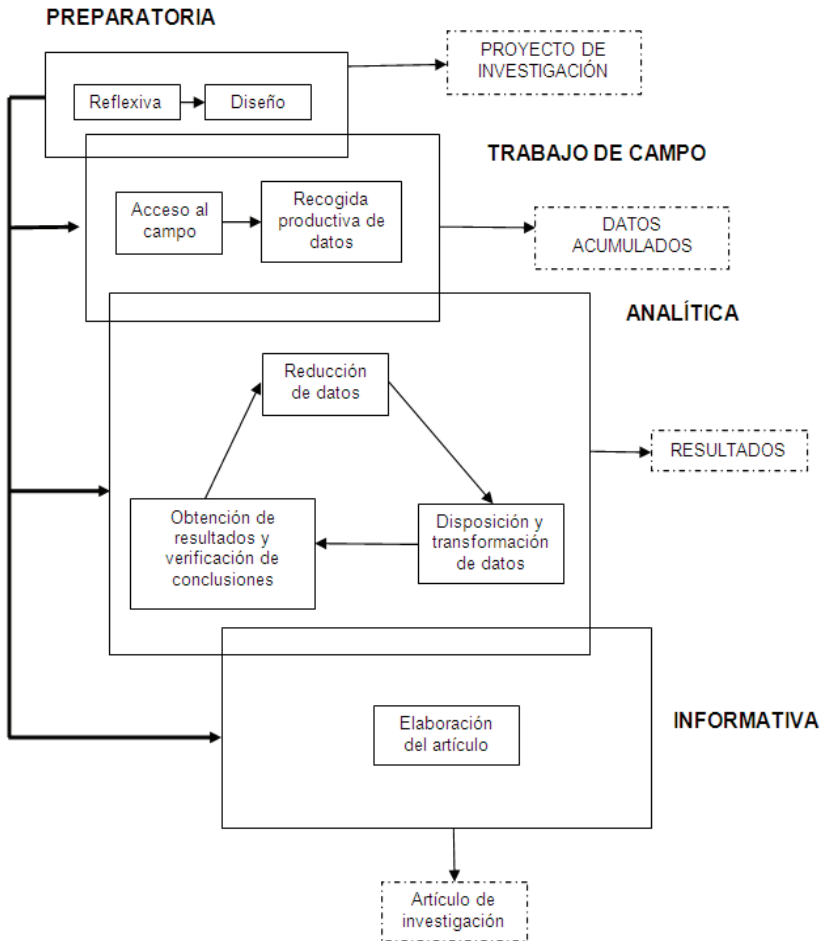 PREPARATORIA
PROYECTO DE
INVESTIGACIÓN
Reflexiva
Diseño
TRABAJO DE CAMPO
Acceso al
campo
Recogida
productiva de
datos
DATOS
ACUMULADOS
ANALÍTICA
Reducción
de datos
RESULTADOS
Obtención de
resultados y
verificación de
conclusiones
Disposición y
transformación
de datos
INFORMATIVA
Elaboración
del artículo
Artículo de
investigación